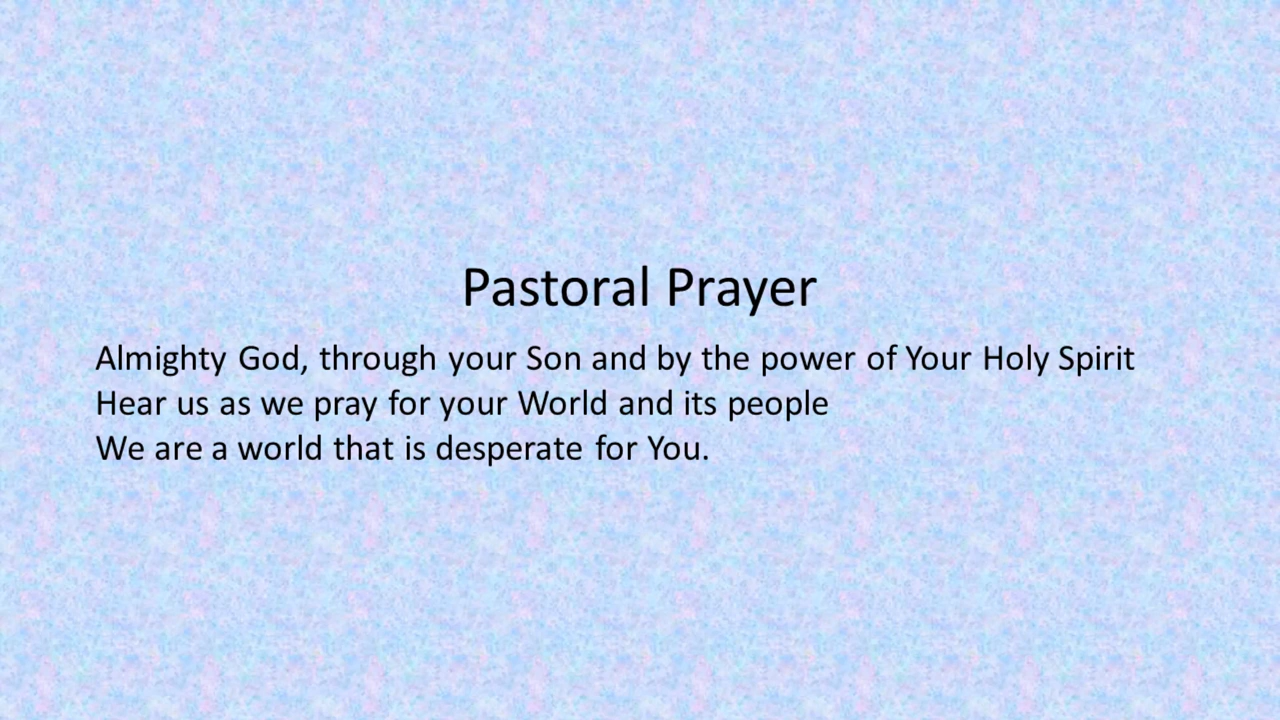 Pastoral Prayer
Almighty God, through your Son and by the power of Your Holy Spirit
Hear us as we pray for your World and its people
We are a world that is desperate for You.